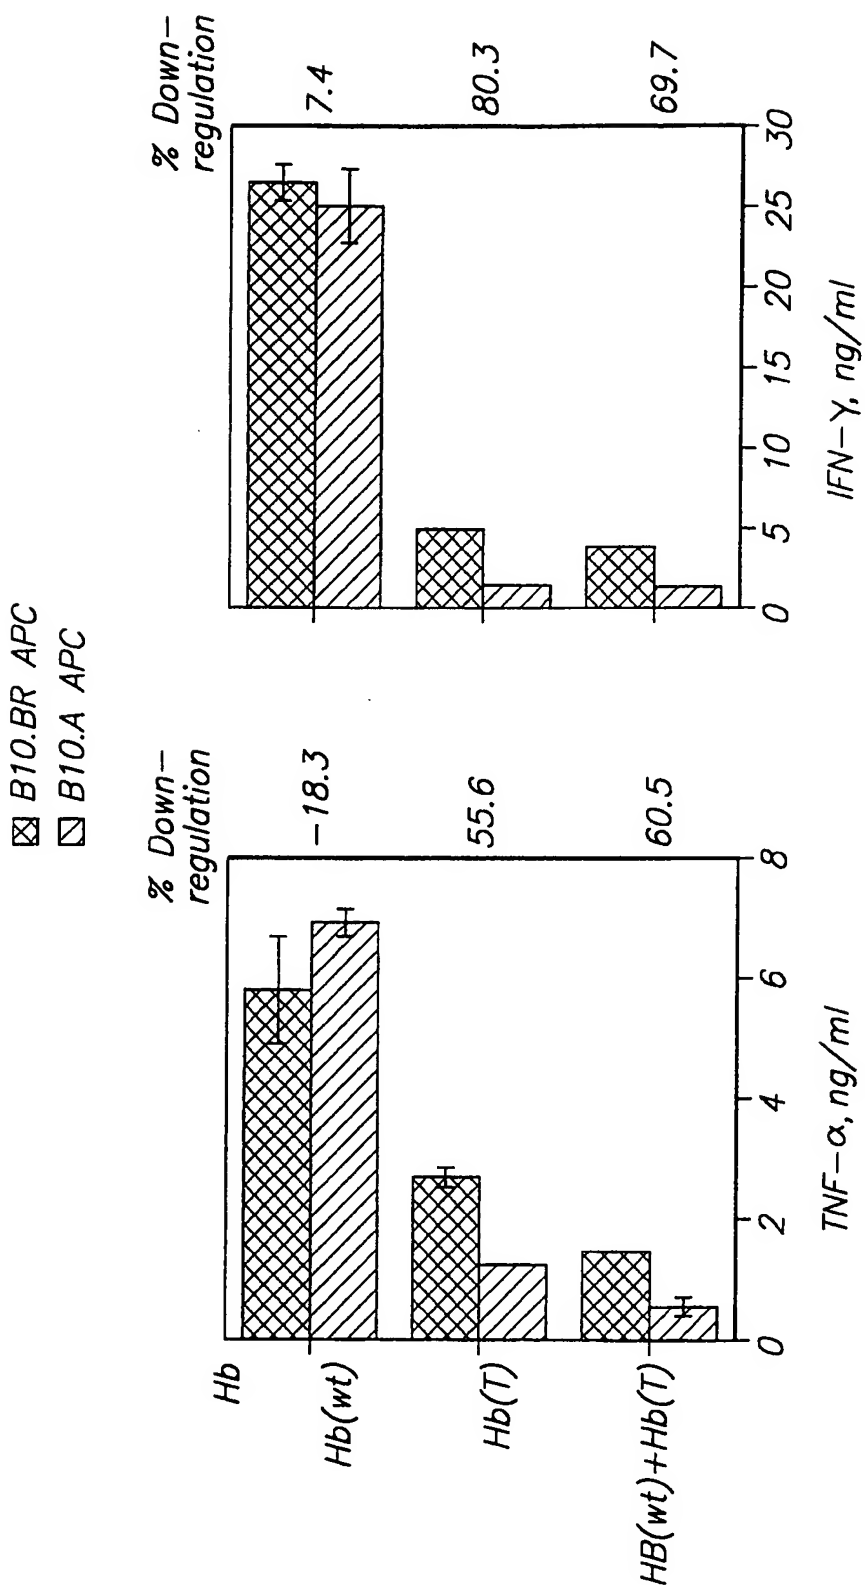 B10.BR APC
B10.A APC
% Down-
regulation
Hb
Hb(wt)
-18.3
Hb(T)
55.6
HB(wt)+Hb(T)
60.5
0 2 4 6 8
TNF-α, ng/ml
% Down-
regulation
7.4
80.3
69.7
0 5 10 15 20 25 30
IFN-γ, ng/ml